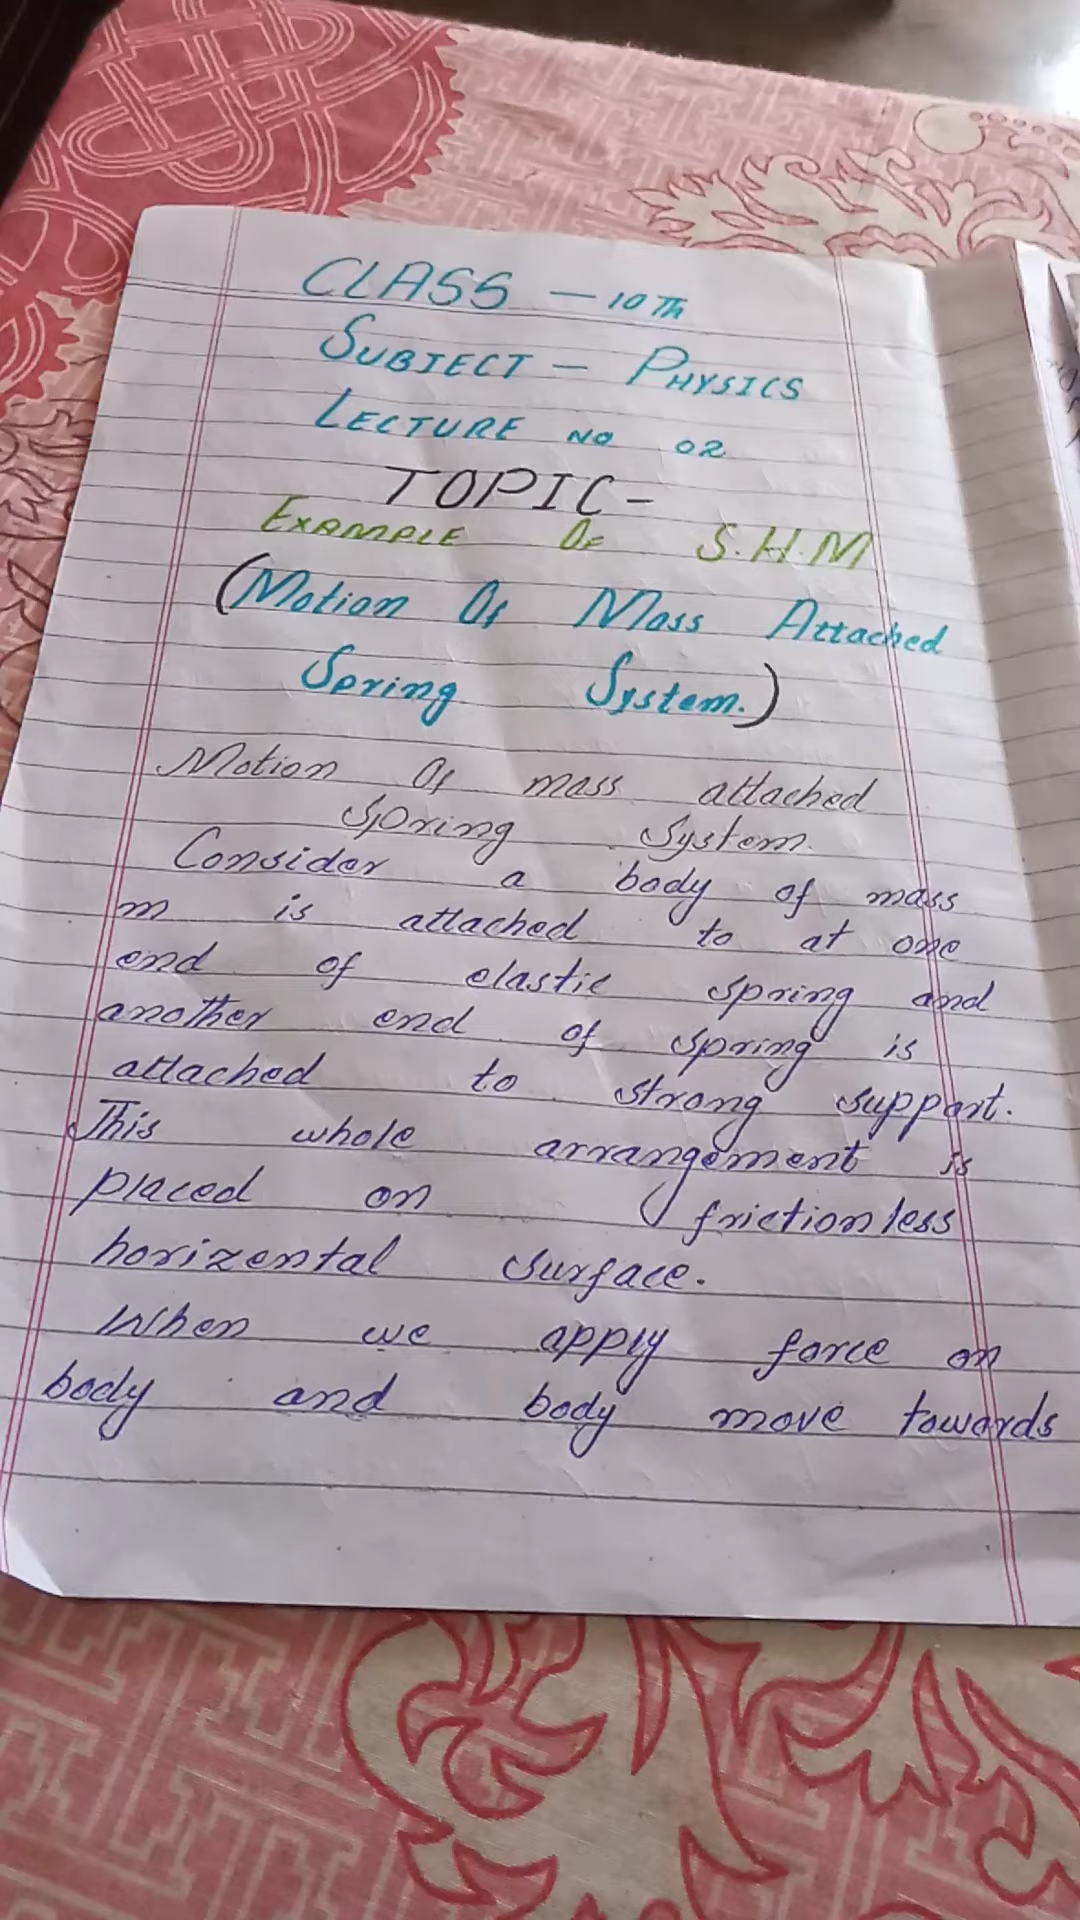 CLASS - 10Th
SUBJECT - PHYSICS
LECTURE NO 02
TOPIC-
EXAMPLE OF S.H.M
(Motion Of Mass Attached
Spring System.)
Motion Of mass attached
spring system.
Consider a body of mass
m is attached to at one
end of elastic spring and
another end of spring is
attached to strong support.
This whole arrangement is
placed on frictionless
horizental surface.
When we apply force on
body and body move towards